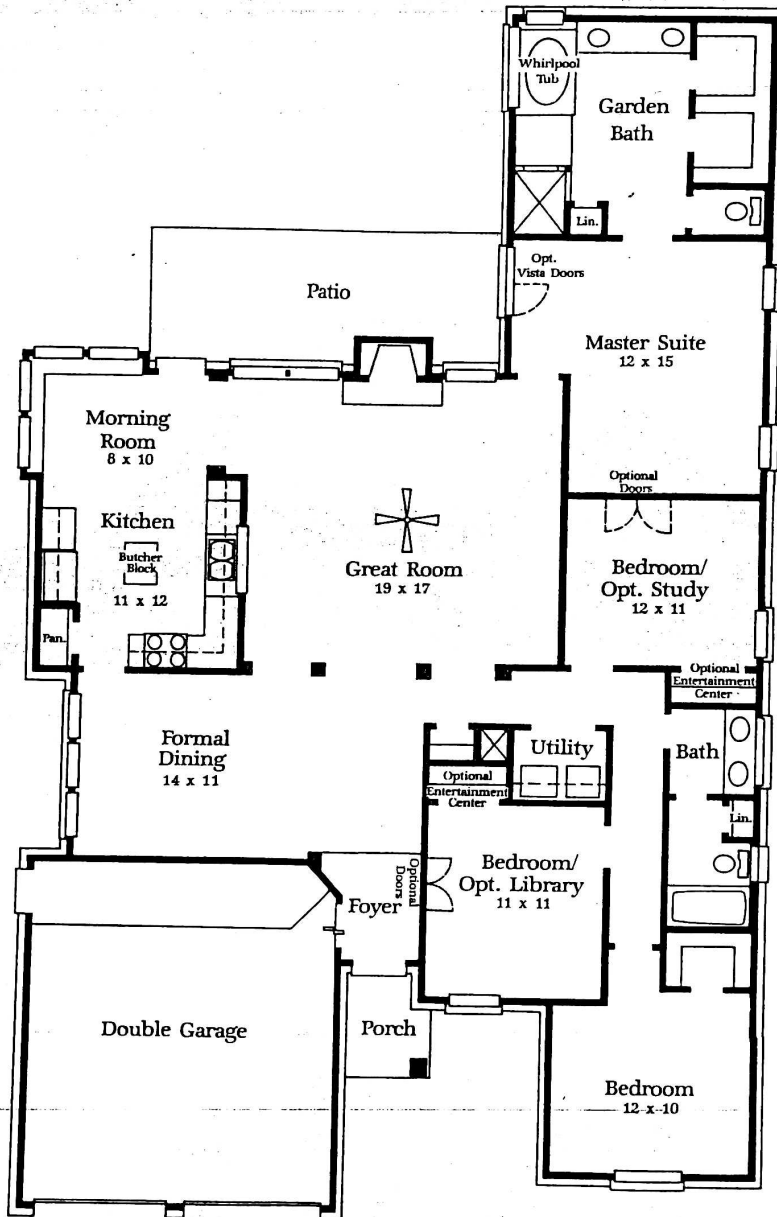 Whirlpool
Tub
Garden
Bath
Lin.
Opt.
Vista Doors
Patio
Master Suite
12 x 15
Morning
Room
8 x 10
Optional
Doors
Kitchen
Butcher
Block
11 x 12
Great Room
19 x 17
Bedroom/
Opt. Study
12 x 11
Pan.
Optional
Entertainment
Center
Formal
Dining
14 x 11
Utility
Bath
Optional
Entertainment
Center
Lin.
Bedroom/
Opt. Library
11 x 11
Optional
Doors
Foyer
Double Garage
Porch
Bedroom
12 x 10